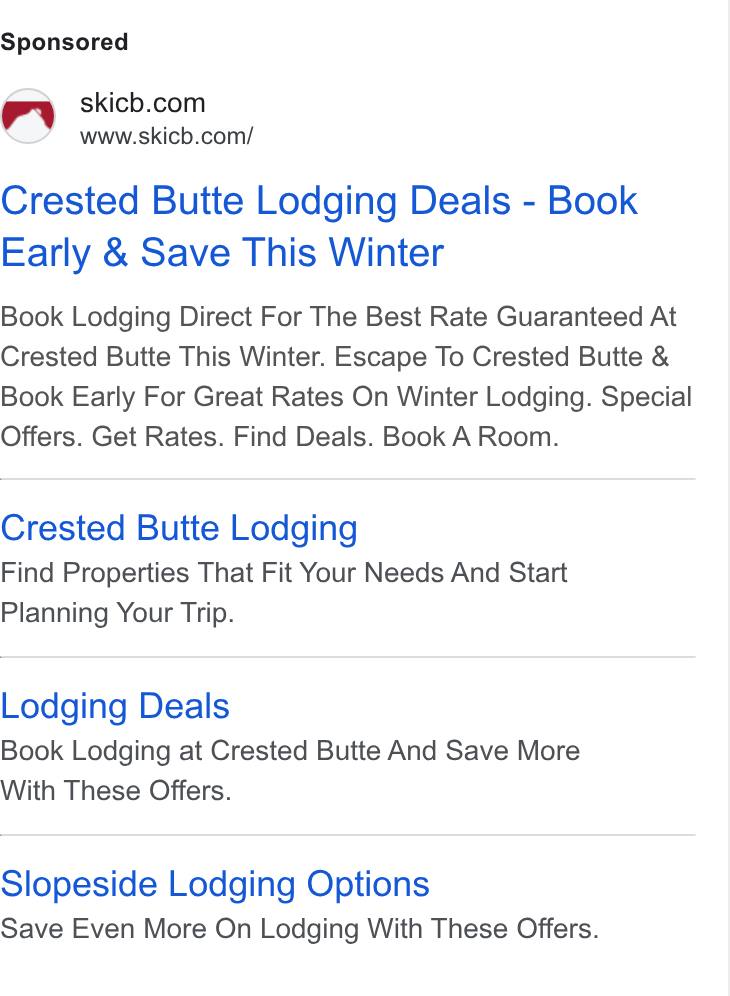 Sponsored
skicb.com
www.skicb.com/
Crested Butte Lodging Deals - Book
Early & Save This Winter
Book Lodging Direct For The Best Rate Guaranteed At
Crested Butte This Winter. Escape To Crested Butte &
Book Early For Great Rates On Winter Lodging. Special
Offers. Get Rates. Find Deals. Book A Room.
Crested Butte Lodging
Find Properties That Fit Your Needs And Start
Planning Your Trip.
Lodging Deals
Book Lodging at Crested Butte And Save More
With These Offers.
Slopeside Lodging Options
Save Even More On Lodging With These Offers.